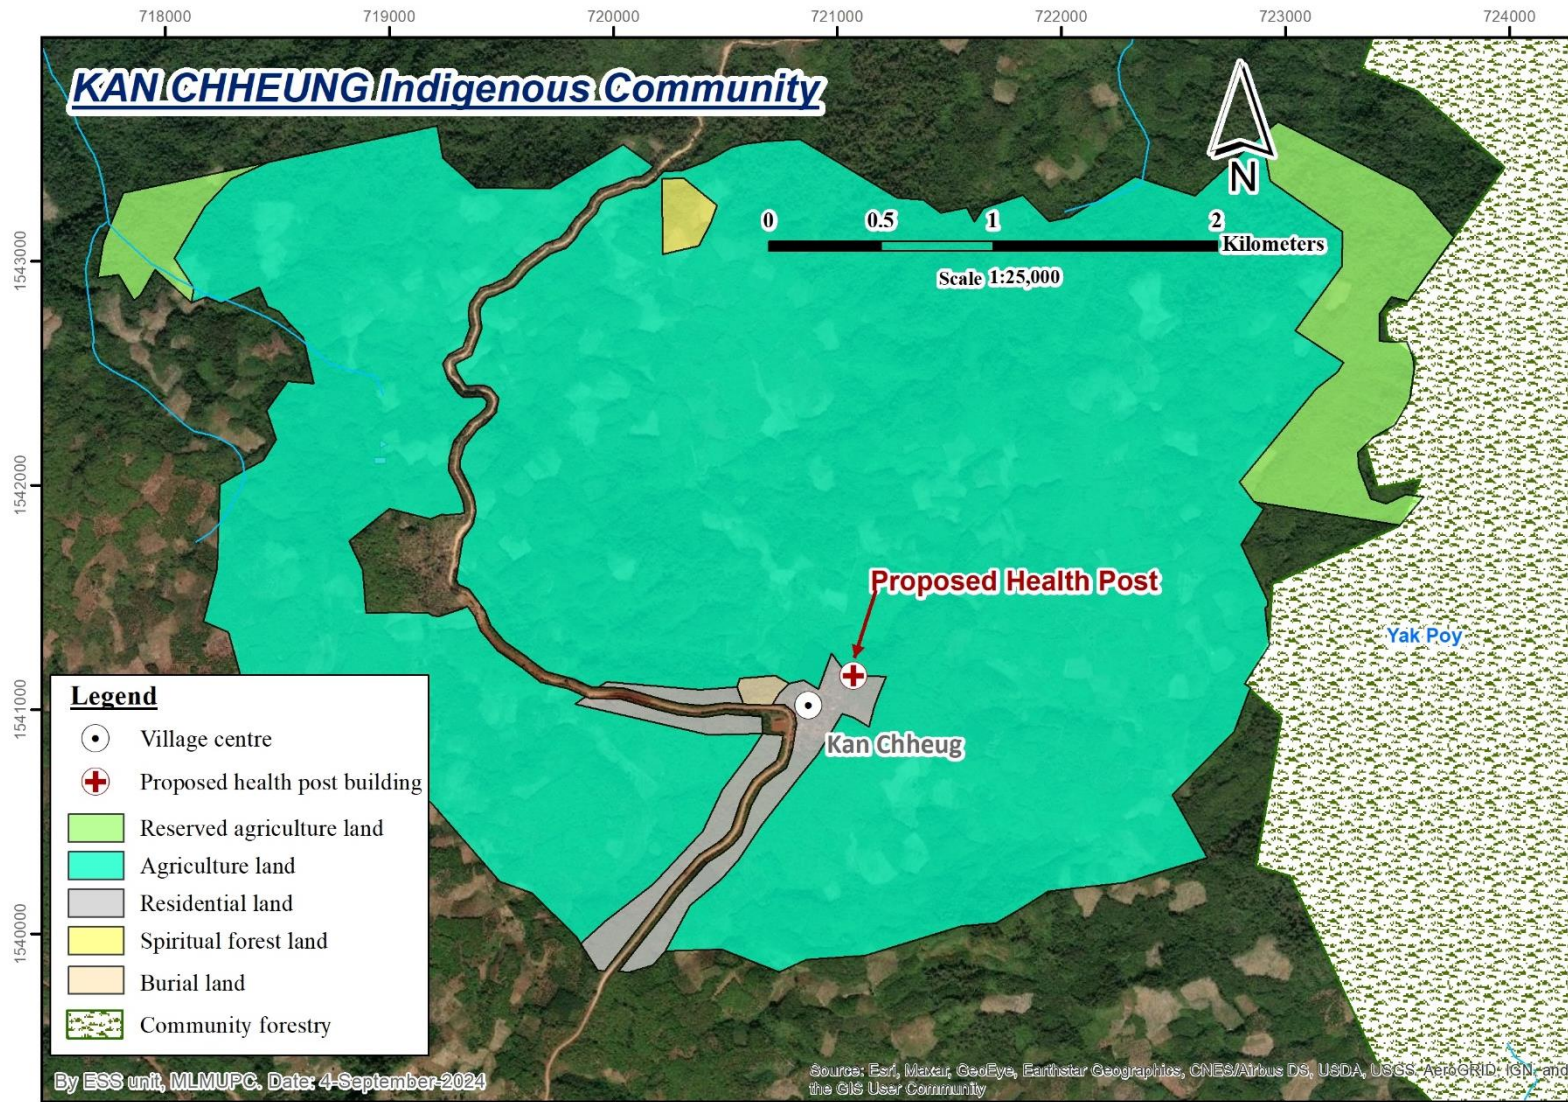 718000 719000 720000 721000 722000 723000 724000
KAN CHHEUNG Indigenous Community
N
0 0.5 1 2
Kilometers
Scale 1:25,000
1543000
1542000
1541000
1540000
Proposed Health Post
Yak Poy
Kan Chheug
Legend
Village centre
Proposed health post building
Reserved agriculture land
Agriculture land
Residential land
Spiritual forest land
Burial land
Community forestry
By ESS unit, MLMUPC. Date: 4-September-2024
Source: Esri, Maxar, GeoEye, Earthstar Geographics, CNES/Airbus DS, USDA, USGS, AeroGRID, IGN, and
the GIS User Community